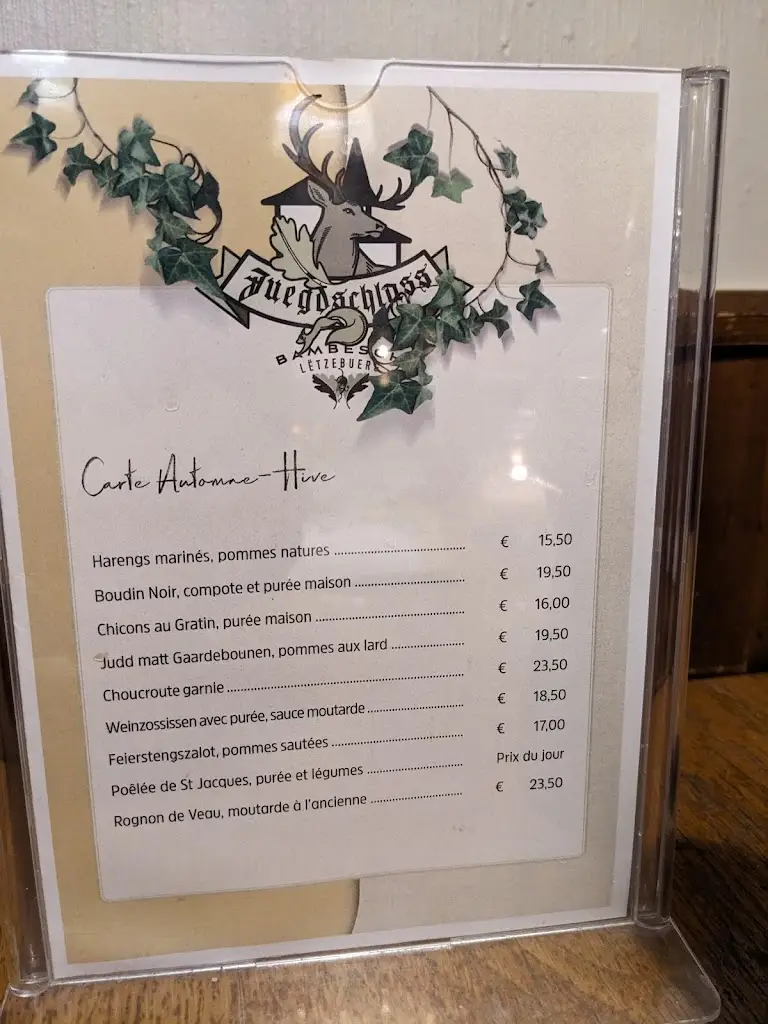 Juegdschlass
BAMBESCH
LËTZEBUERG
Carte Automne-Hive
Harengs marinés, pommes natures ........ € 15,50
Boudin Noir, compote et purée maison ........ € 19,50
Chicons au Gratin, purée maison ........ € 16,00
Judd matt Gaardebounen, pommes aux lard ........ € 19,50
Choucroute garnie ........ € 23,50
Weinzossissen avec purée, sauce moutarde ........ € 18,50
Feierstengszalot, pommes sautées ........ € 17,00
Poêlée de St Jacques, purée et légumes ........ Prix du jour
Rognon de Veau, moutarde à l'ancienne ........ € 23,50